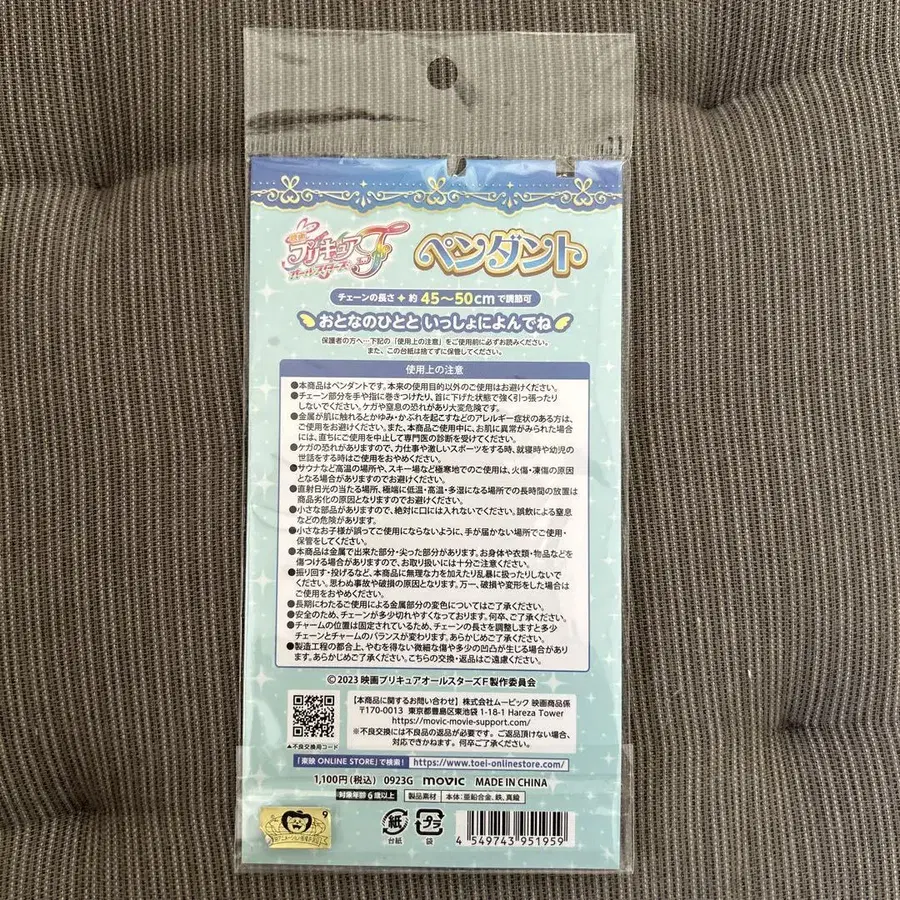 映画
プリキュア
オールスターズF
ペンダント
チェーンの長さ✦約45〜50cmで調節可
おとなのひとと いっしょによんでね
保護者の方へ…下記の「使用上の注意」をご使用前に必ずお読みください。
また、この台紙は捨てずに保管してください。
使用上の注意
●本商品はペンダントです。本来の使用目的以外のご使用はお避けください。
●チェーン部分を手や指に巻きつけたり、首に下げた状態で強く引っ張ったり
しないでください。ケガや窒息の恐れがあり大変危険です。
●金属が肌に触れるとかゆみ・かぶれを起こすなどのアレルギー症状のある方は、
ご使用をお避けください。また、本商品ご使用中に、お肌に異常がみられた場合
には、直ちにご使用を中止して専門医の診断を受けてください。
●ケガの恐れがありますので、力仕事や激しいスポーツをする時、就寝時や幼児の
世話をする時はご使用をおやめください。
●サウナなど高温の場所や、スキー場など極寒地でのご使用は、火傷・凍傷の原因
となる場合がありますのでお避けください。
●直射日光の当たる場所、極端に低温・高温・多湿になる場所での長時間の放置は
商品劣化の原因となりますのでお避けください。
●小さな部品がありますので、絶対に口には入れないでください。誤飲による窒息
などの危険があります。
●小さなお子様が誤ってご使用にならないように、手が届かない場所でご使用・
保管をしてください。
●本商品は金属で出来た部分・尖った部分があります。お身体や衣類・物品などを
傷つける場合がありますので、お取り扱いには十分ご注意ください。
●振り回す・投げるなど、本商品に無理な力を加えたり乱暴に扱ったりしないで
ください。思わぬ事故や破損の原因となります。万一、破損や変形をした場合は
ご使用をおやめください。
●長期にわたるご使用による金属部分の変色についてはご了承ください。
●安全のため、チェーンが多少切れやすくなっております。何卒、ご了承ください。
●チャームの位置は固定されているため、チェーンの長さを調整しますと多少
チェーンとチャームのバランスが変わります。あらかじめご了承ください。
●製造工程の都合上、やむを得ない微細な傷や多少の凹凸が生じる場合があり
ます。あらかじめご了承ください。こちらの交換・返品はご遠慮ください。
©2023 映画プリキュアオールスターズF製作委員会
【本商品に関するお問い合わせ】株式会社ムービック 映画商品係
〒170-0013 東京都豊島区東池袋 1-18-1 Hareza Tower
https://movic-movie-support.com/
※不良交換には不良品の返品が必要です。ご返品頂けない場合、
対応できかねます。何卒ご了承ください。
▲不良交換用コード
「東映 ONLINE STORE」で検索! https://www.toei-onlinestore.com/
1,100円(税込) 0923G movic MADE IN CHINA
対象年齢6歳以上 製品素材 本体:亜鉛合金、鉄、真鍮
9
紙
台紙
プラ
袋
4 549743 951959